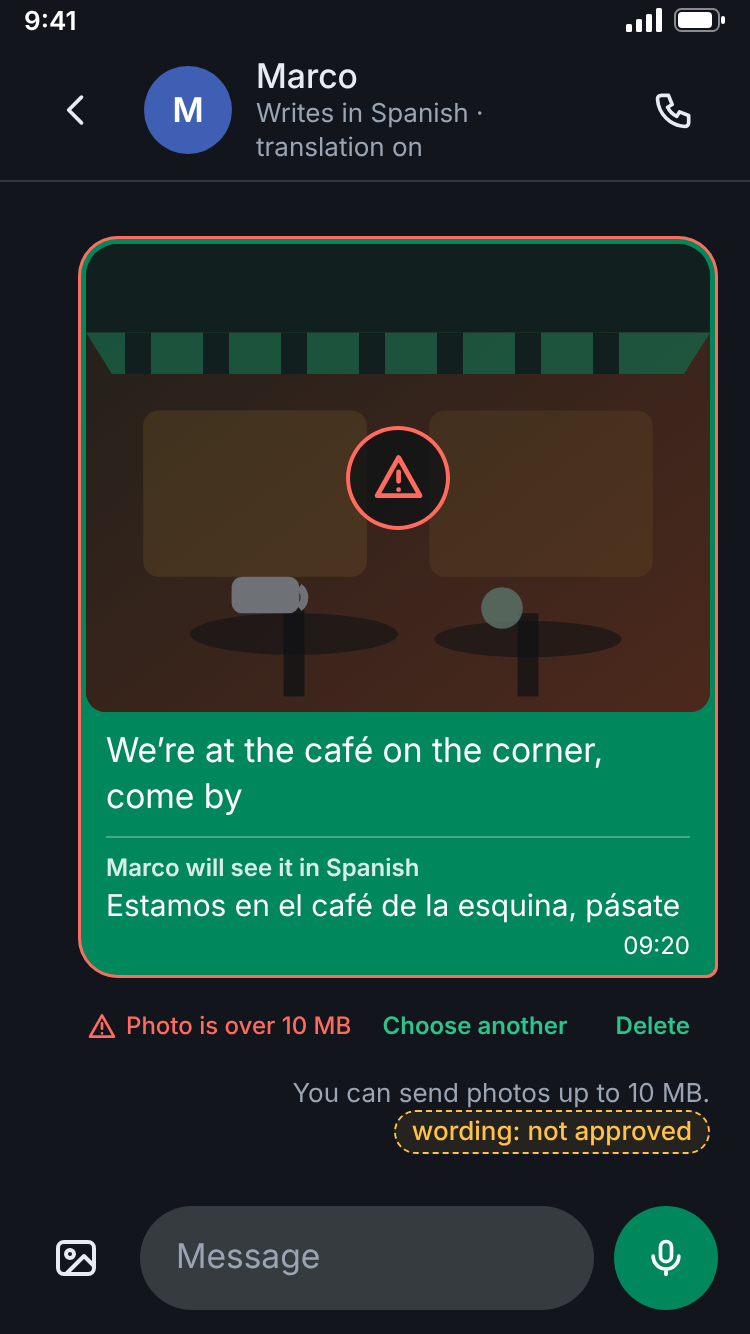 9:41
Marco
Writes in Spanish ·
translation on
M
We’re at the café on the corner,
come by
Marco will see it in Spanish
Estamos en el café de la esquina, pásate
09:20
Photo is over 10 MB
Choose another
Delete
You can send photos up to 10 MB.
wording: not approved
Message